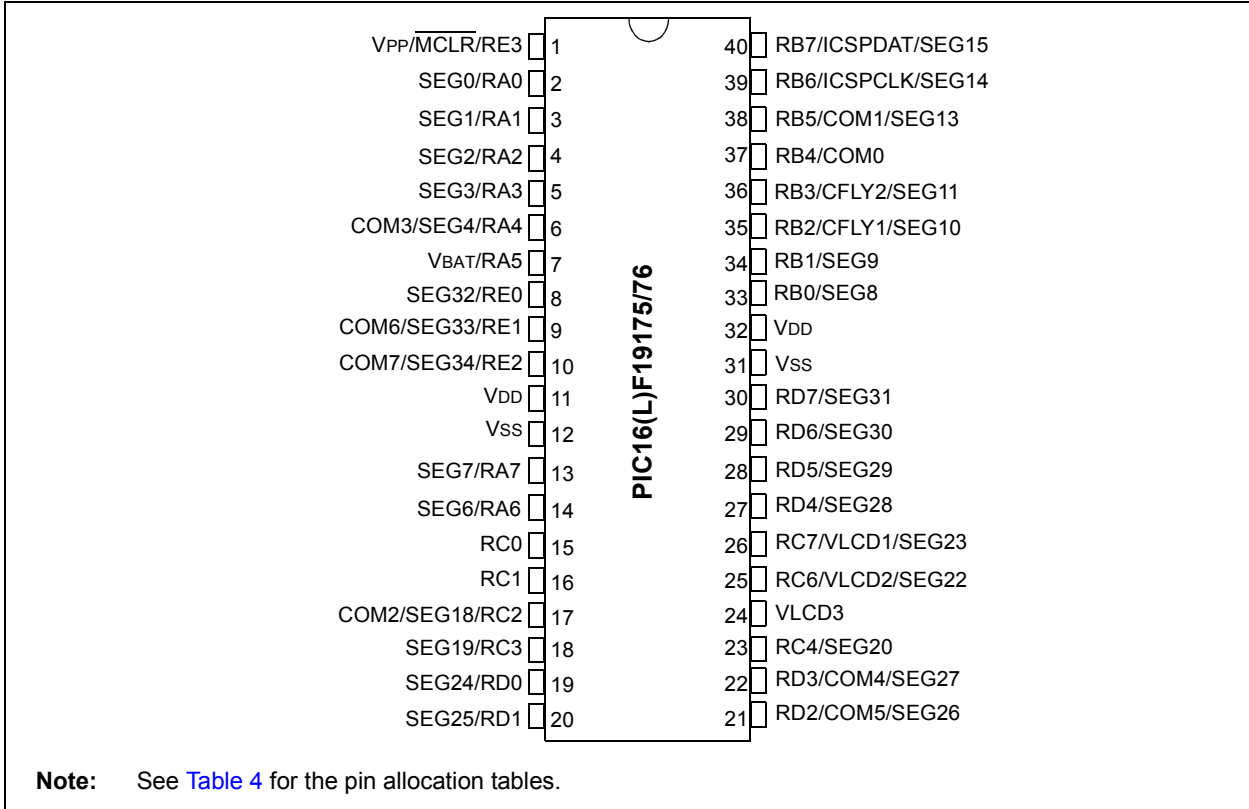 VPP/MCLR/RE3 1
SEG0/RA0 2
SEG1/RA1 3
SEG2/RA2 4
SEG3/RA3 5
COM3/SEG4/RA4 6
VBAT/RA5 7
SEG32/RE0 8
COM6/SEG33/RE1 9
COM7/SEG34/RE2 10
VDD 11
VSS 12
SEG7/RA7 13
SEG6/RA6 14
RC0 15
RC1 16
COM2/SEG18/RC2 17
SEG19/RC3 18
SEG24/RD0 19
SEG25/RD1 20
PIC16(L)F19175/76
40 RB7/ICSPDAT/SEG15
39 RB6/ICSPCLK/SEG14
38 RB5/COM1/SEG13
37 RB4/COM0
36 RB3/CFLY2/SEG11
35 RB2/CFLY1/SEG10
34 RB1/SEG9
33 RB0/SEG8
32 VDD
31 VSS
30 RD7/SEG31
29 RD6/SEG30
28 RD5/SEG29
27 RD4/SEG28
26 RC7/VLCD1/SEG23
25 RC6/VLCD2/SEG22
24 VLCD3
23 RC4/SEG20
22 RD3/COM4/SEG27
21 RD2/COM5/SEG26
Note: See Table 4 for the pin allocation tables.